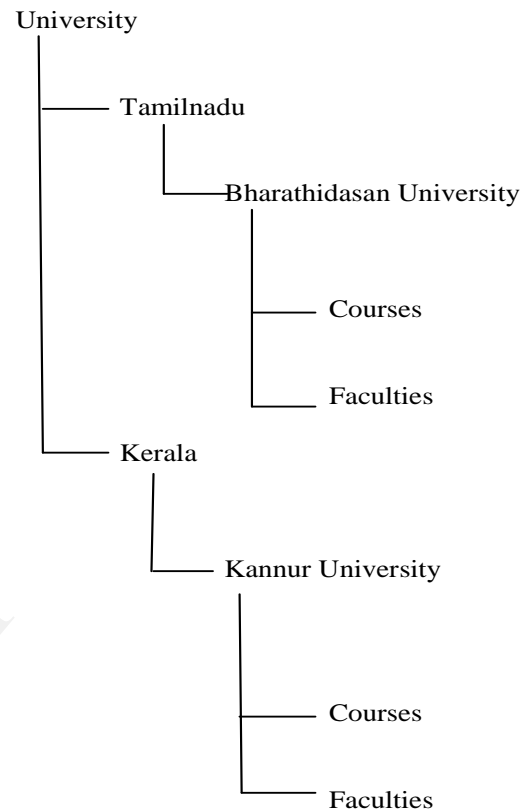 University
Tamilnadu
Bharathidasan University
Courses
Faculties
Kerala
Kannur University
Courses
Faculties